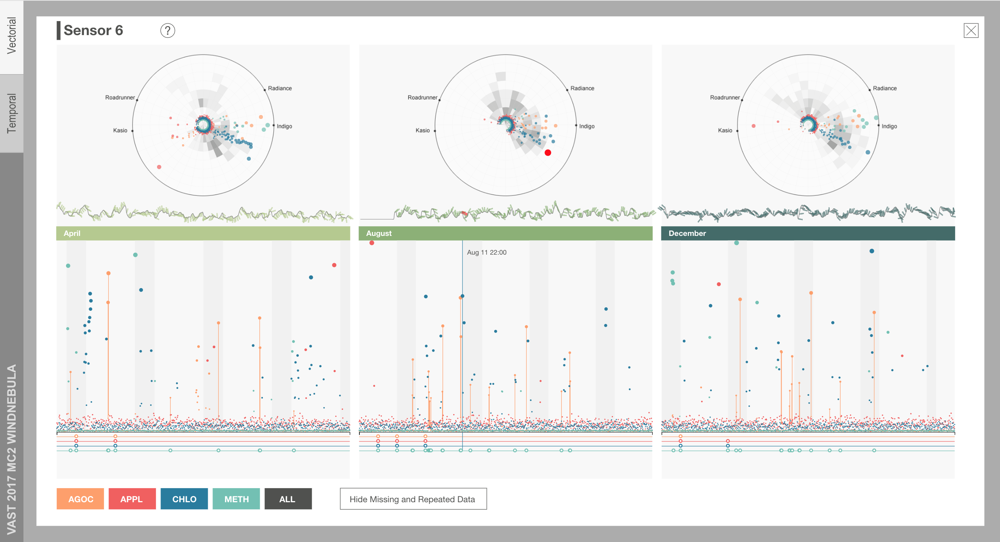 Vectorial
Temporal
VAST 2017 MC2 WINDNEBULA
Sensor 6
?
Radiance
Roadrunner
Kasio
Indigo
Radiance
Roadrunner
Kasio
Indigo
Radiance
Roadrunner
Kasio
Indigo
April
August
December
Aug 11 22:00
AGOC
APPL
CHLO
METH
ALL
Hide Missing and Repeated Data